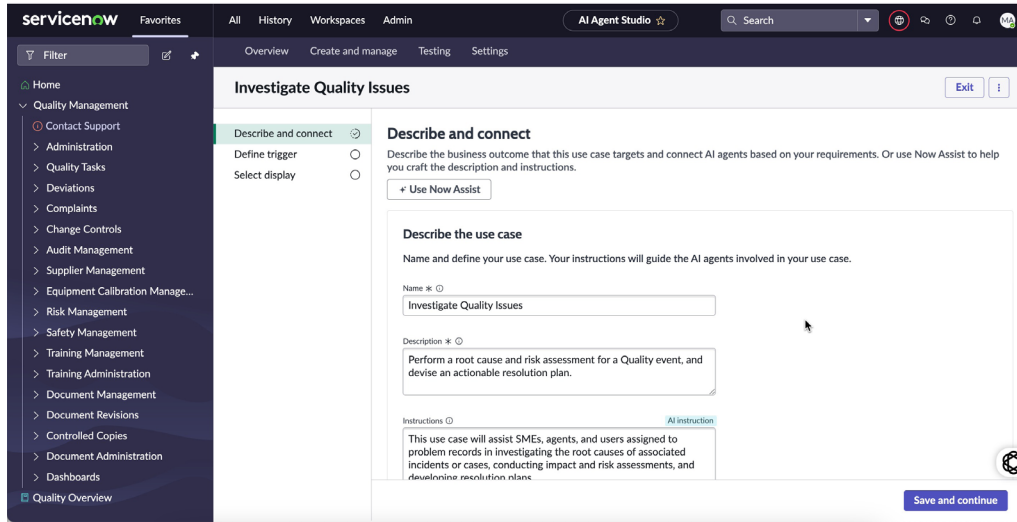 servicenow Favorites All History Workspaces Admin AI Agent Studio Search MA
Filter
Overview Create and manage Testing Settings
Home
Quality Management
Contact Support
Administration
Quality Tasks
Deviations
Complaints
Change Controls
Audit Management
Supplier Management
Equipment Calibration Manage...
Risk Management
Safety Management
Training Management
Training Administration
Document Management
Document Revisions
Controlled Copies
Document Administration
Dashboards
Quality Overview
Investigate Quality Issues
Exit
Describe and connect
Define trigger
Select display
Describe and connect
Describe the business outcome that this use case targets and connect AI agents based on your requirements. Or use Now Assist to help
you craft the description and instructions.
Use Now Assist
Describe the use case
Name and define your use case. Your instructions will guide the AI agents involved in your use case.
Name *
Investigate Quality Issues
Description *
Perform a root cause and risk assessment for a Quality event, and
devise an actionable resolution plan.
Instructions AI instruction
This use case will assist SMEs, agents, and users assigned to
problem records in investigating the root causes of associated
incidents or cases, conducting impact and risk assessments, and
developing resolution plans
Save and continue